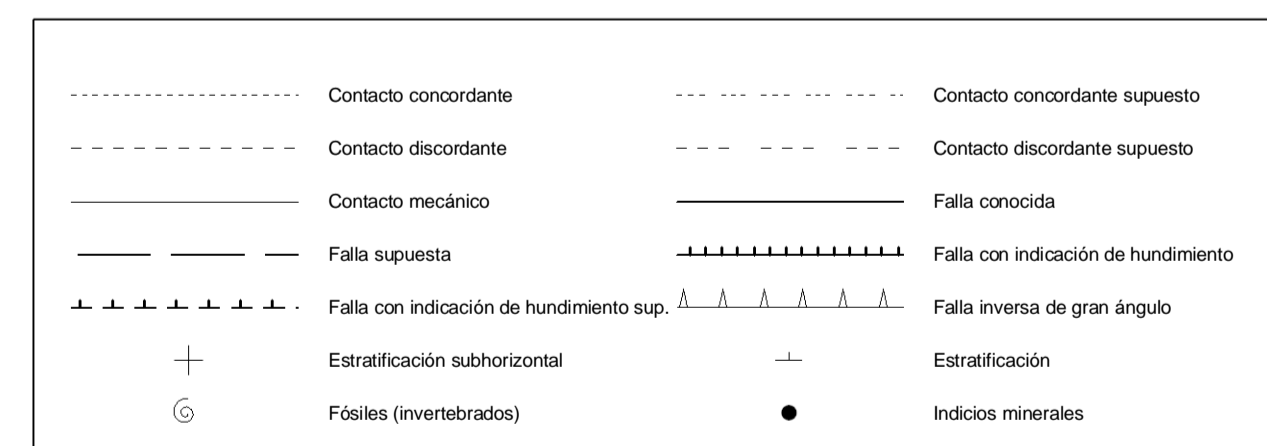 Contacto concordante
Contacto concordante supuesto
Contacto discordante
Contacto discordante supuesto
Contacto mecánico
Falla conocida
Falla supuesta
Falla con indicación de hundimiento
Falla con indicación de hundimiento sup.
Falla inversa de gran ángulo
Estratificación subhorizontal
Estratificación
Fósiles (invertebrados)
Indicios minerales